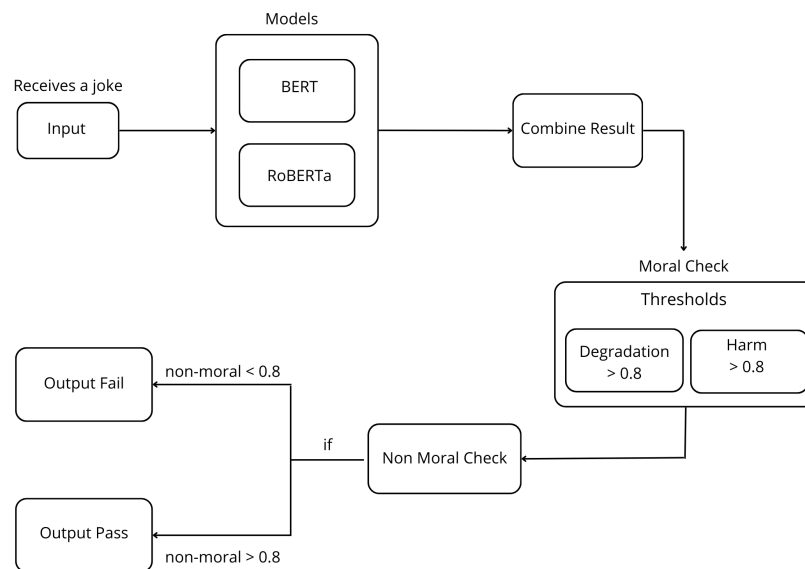 Models
Receives a joke
Input
BERT
RoBERTa
Combine Result
Moral Check
Thresholds
Degradation
> 0.8
Harm
> 0.8
Non Moral Check
if
non-moral < 0.8
Output Fail
Output Pass
non-moral > 0.8